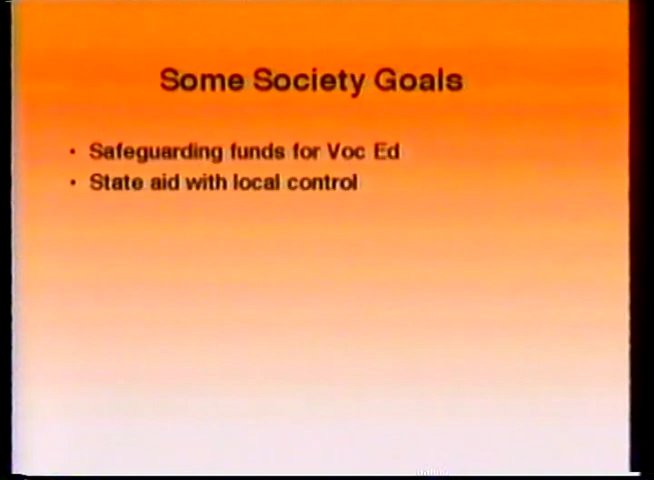 Some Society Goals
• Safeguarding funds for Voc Ed
• State aid with local control